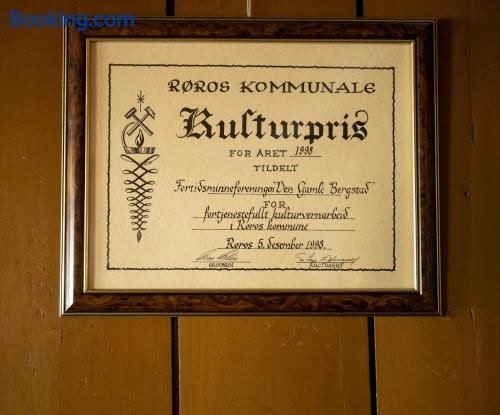 Booking.com
RØROS KOMMUNALE
Kulturpris
FOR ÅRET 1998
TILDELT
Fortidsminneforeningen "Den Gamle Bergstad"
FOR
fortjenestefullt kulturvernarbeid
i Røros kommune
Røros 5. desember 1998.
ORDFØRER KULTURSJEF